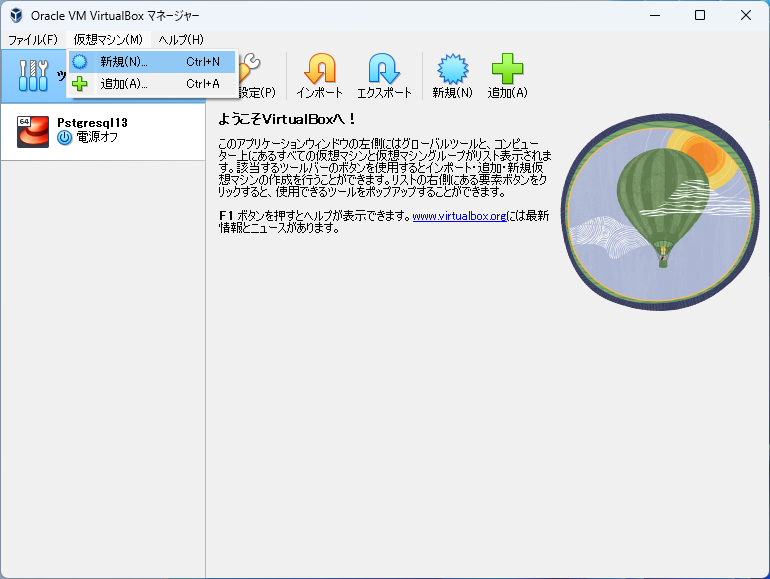 Oracle VM VirtualBox マネージャー
ファイル(F) 仮想マシン(M) ヘルプ(H)
新規(N)... Ctrl+N
追加(A)... Ctrl+A
ツ
設定(P) インポート エクスポート 新規(N) 追加(A)
64
Pstgresql13
電源オフ
ようこそVirtualBoxへ！
このアプリケーションウィンドウの左側にはグローバルツールと、コンピュー
ター上にあるすべての仮想マシンと仮想マシングループがリスト表示されま
す。該当するツールバーのボタンを使用するとインポート・追加・新規仮
想マシンの作成を行うことができます。リストの右側にある要素ボタンをク
リックすると、使用できるツールをポップアップすることができます。
F1 ボタンを押すとヘルプが表示できます。www.virtualbox.orgには最新
情報とニュースがあります。